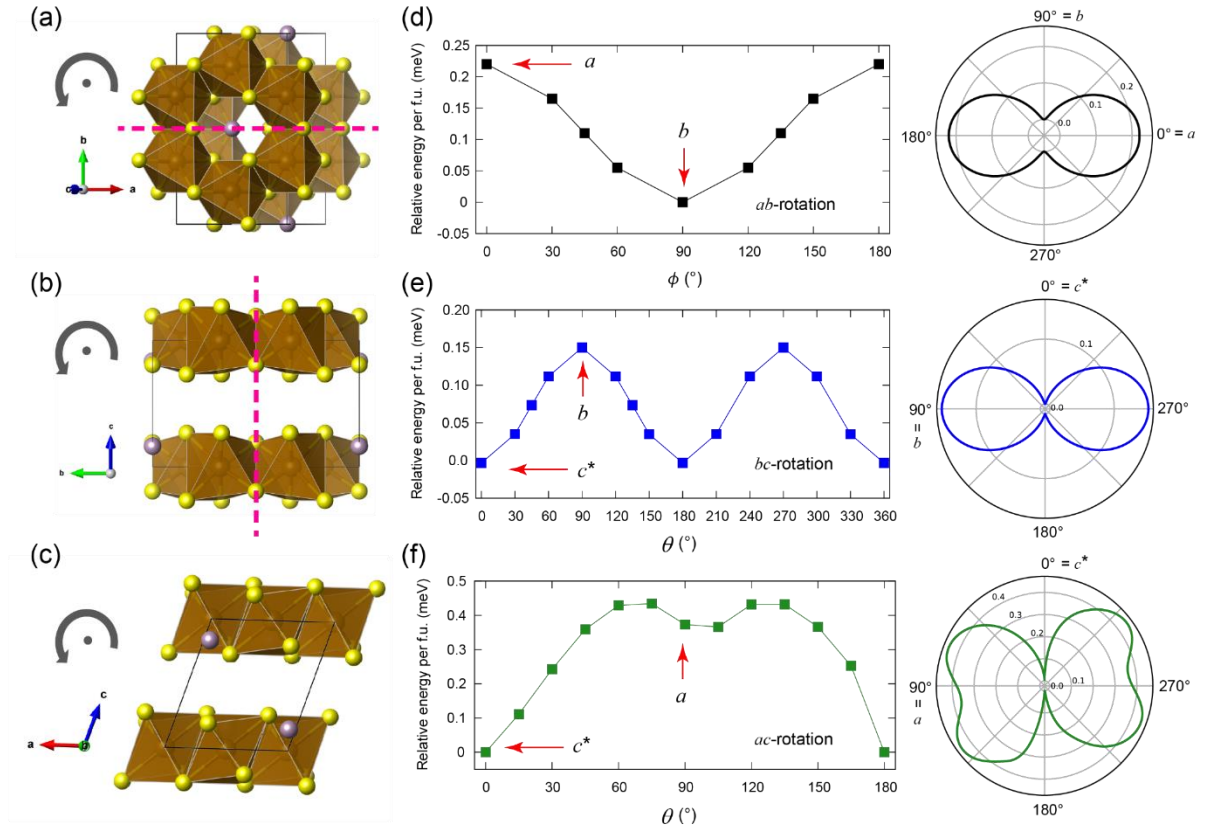 (a)
b
c
a
(d)
Relative energy per f.u. (meV)
0.25
0.20
0.15
0.10
0.05
0
-0.05
a
b
ab-rotation
0 30 60 90 120 150 180
ϕ (°)
90° = b
0.2
0.1
0.0
180°
0° = a
270°
(b)
c
b
(e)
Relative energy per f.u. (meV)
0.20
0.15
0.10
0.05
0.0
-0.05
b
c*
bc-rotation
0 30 60 90 120 150 180 210 240 270 300 330 360
θ (°)
0° = c*
0.1
0.1
0.0
90°
= b
270°
180°
(c)
c
a
b
(f)
Relative energy per f.u. (meV)
0.5
0.4
0.3
0.2
0.1
0
a
c*
ac-rotation
0 30 60 90 120 150 180
θ (°)
0° = c*
0.4
0.3
0.2
0.1
0.0
90°
= a
270°
180°